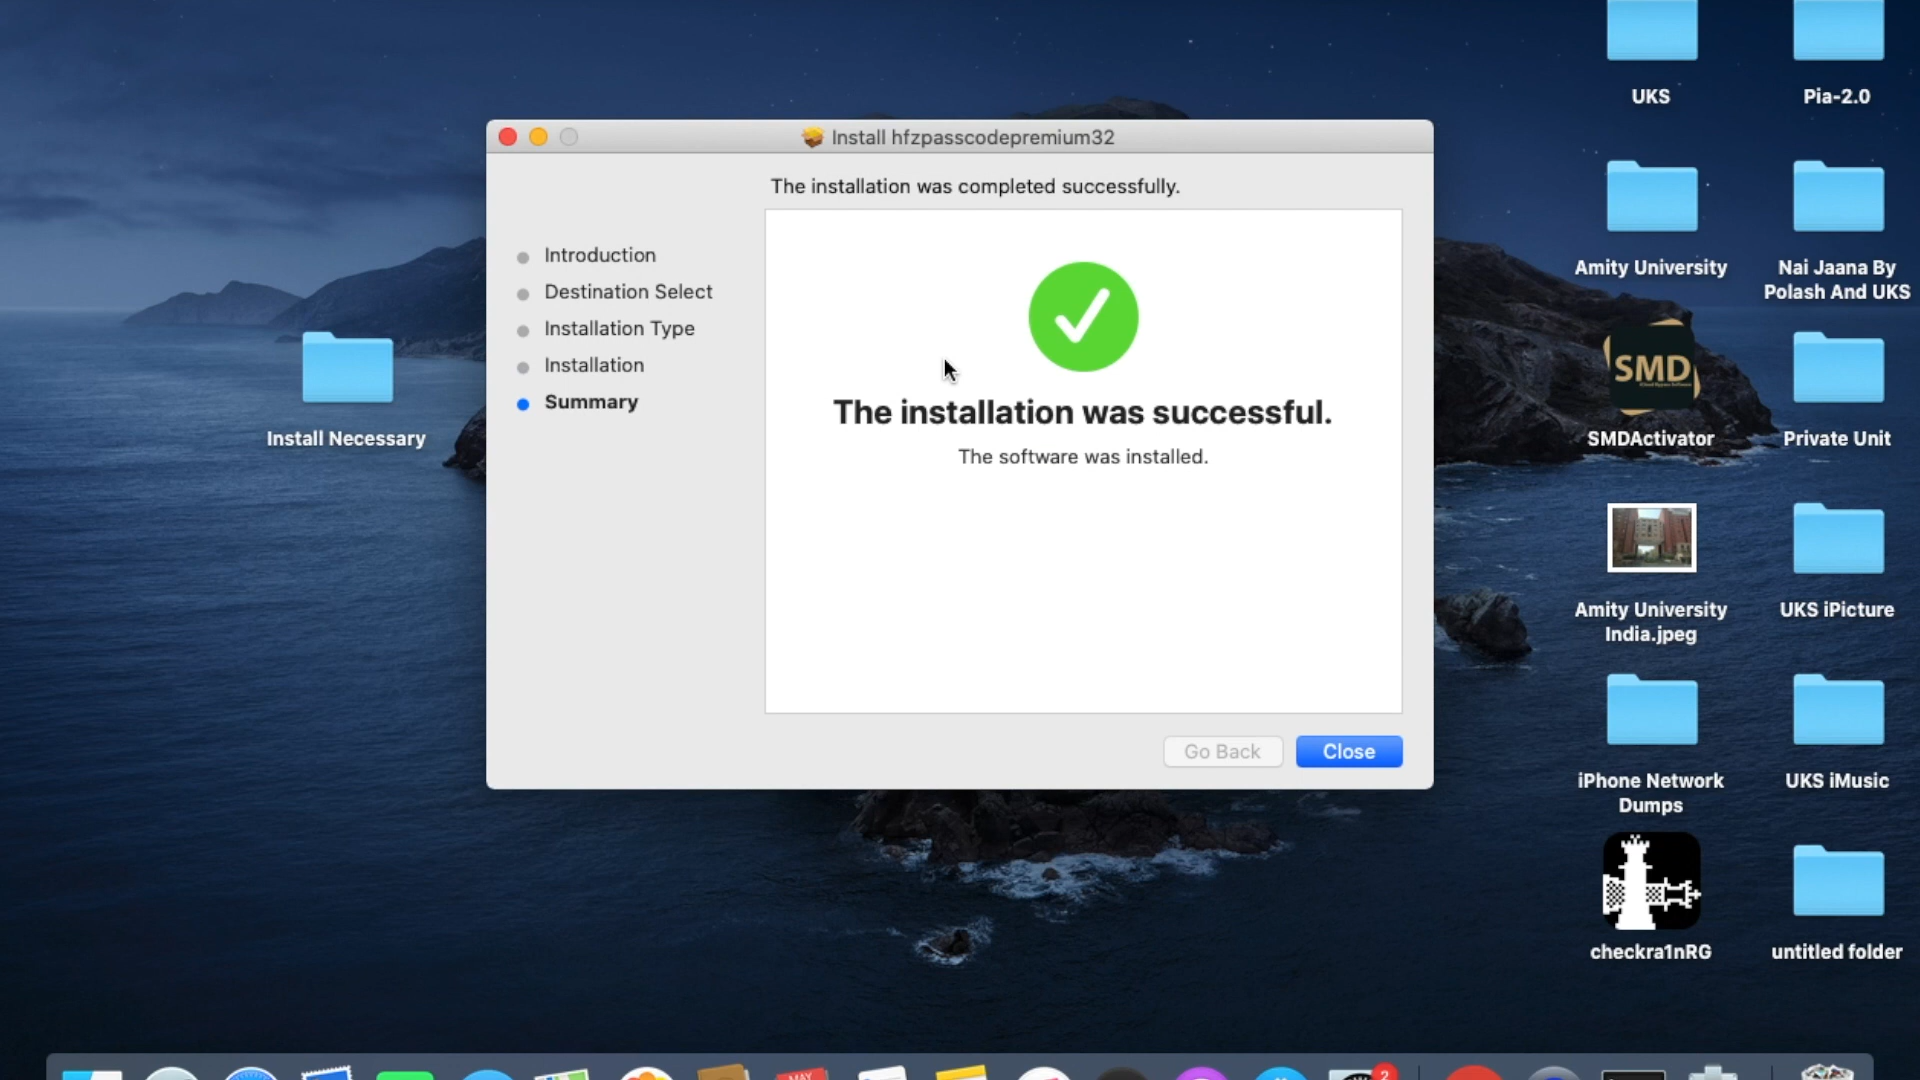 UKS
Pia-2.0
Install hfzpasscodepremium32
The installation was completed successfully.
Introduction
Destination Select
Installation Type
Installation
Summary
The installation was successful.
The software was installed.
Go Back
Close
Install Necessary
Amity University
Nai Jaana By
Polash And UKS
SMD
SMDActivator
Private Unit
Amity University
India.jpeg
UKS iPicture
iPhone Network
Dumps
UKS iMusic
checkra1nRG
untitled folder
MAY
2